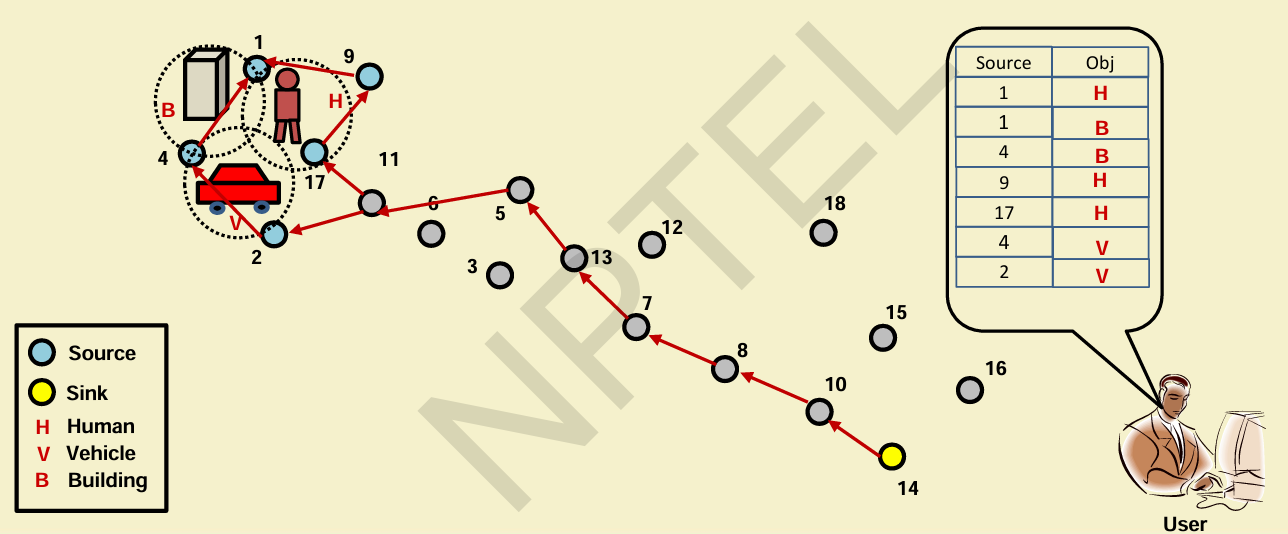 1
9
B
H
4
17
11
V
2
6
5
3
13
12
18
7
8
15
10
16
14
NPTEL
Source
Sink
H Human
V Vehicle
B Building
Source Obj
1 H
1 B
4 B
9 H
17 H
4 V
2 V
User